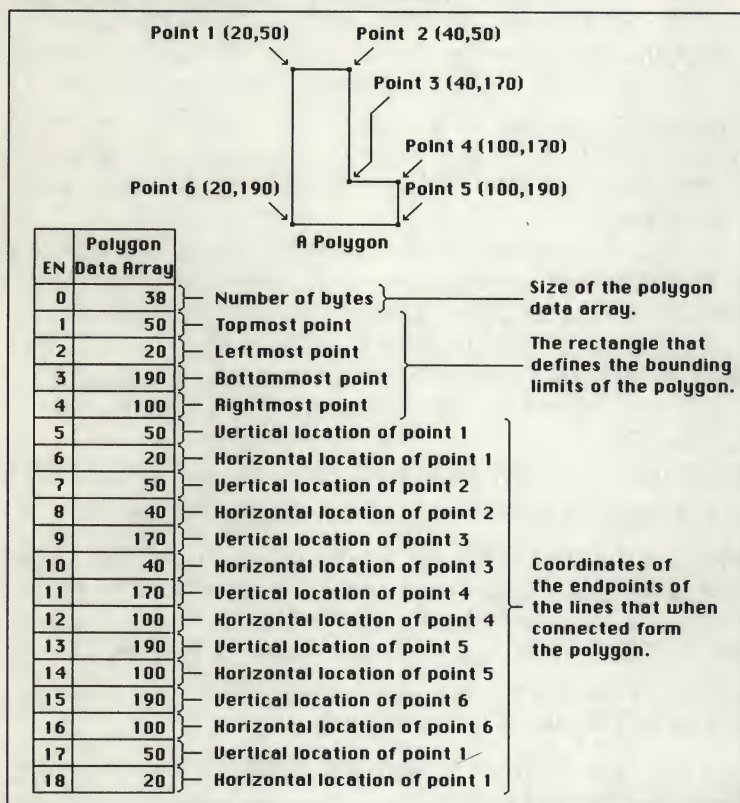 Point 1 (20,50)
Point 2 (40,50)
Point 3 (40,170)
Point 4 (100,170)
Point 6 (20,190)
Point 5 (100,190)
A Polygon
EN
Polygon
Data Array
0 38 Number of bytes
Size of the polygon
data array.
1 50 Topmost point
2 20 Leftmost point
3 190 Bottommost point
4 100 Rightmost point
The rectangle that
defines the bounding
limits of the polygon.
5 50 Vertical location of point 1
6 20 Horizontal location of point 1
7 50 Vertical location of point 2
8 40 Horizontal location of point 2
9 170 Vertical location of point 3
10 40 Horizontal location of point 3
11 170 Vertical location of point 4
12 100 Horizontal location of point 4
13 190 Vertical location of point 5
14 100 Horizontal location of point 5
15 190 Vertical location of point 6
16 100 Horizontal location of point 6
17 50 Vertical location of point 1
18 20 Horizontal location of point 1
Coordinates of
the endpoints of
the lines that when
connected form
the polygon.